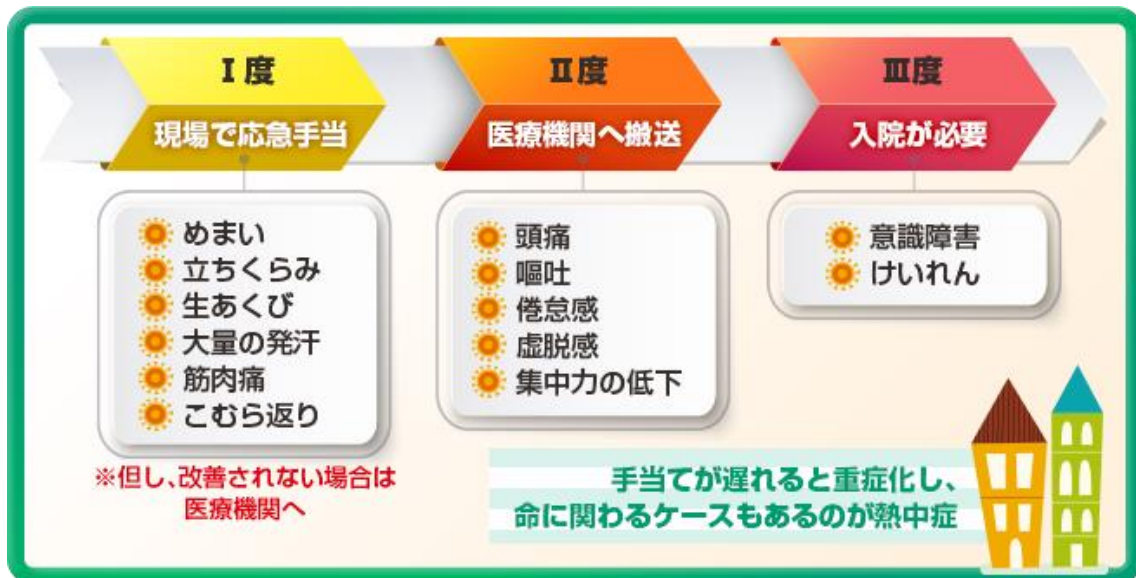 Ⅰ度
現場で応急手当
めまい
立ちくらみ
生あくび
大量の発汗
筋肉痛
こむら返り
※但し、改善されない場合は
医療機関へ
Ⅱ度
医療機関へ搬送
頭痛
嘔吐
倦怠感
虚脱感
集中力の低下
Ⅲ度
入院が必要
意識障害
けいれん
手当てが遅れると重症化し、
命に関わるケースもあるのが熱中症